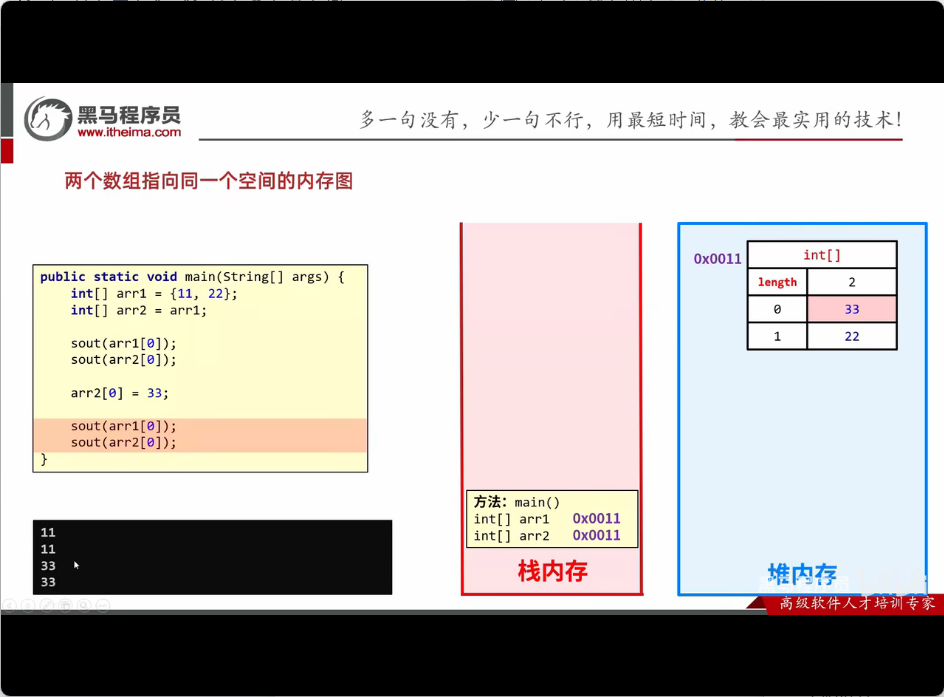 黑马程序员
www.itheima.com
多一句没有，少一句不行，用最短时间，教会最实用的技术！
两个数组指向同一个空间的内存图
public static void main(String[] args) {
int[] arr1 = {11, 22};
int[] arr2 = arr1;
sout(arr1[0]);
sout(arr2[0]);
arr2[0] = 33;
sout(arr1[0]);
sout(arr2[0]);
}
11
11
33
33
方法：main()
int[] arr1 0x0011
int[] arr2 0x0011
栈内存
0x0011
int[]
length 2
0 33
1 22
堆内存
高级软件人才培训专家